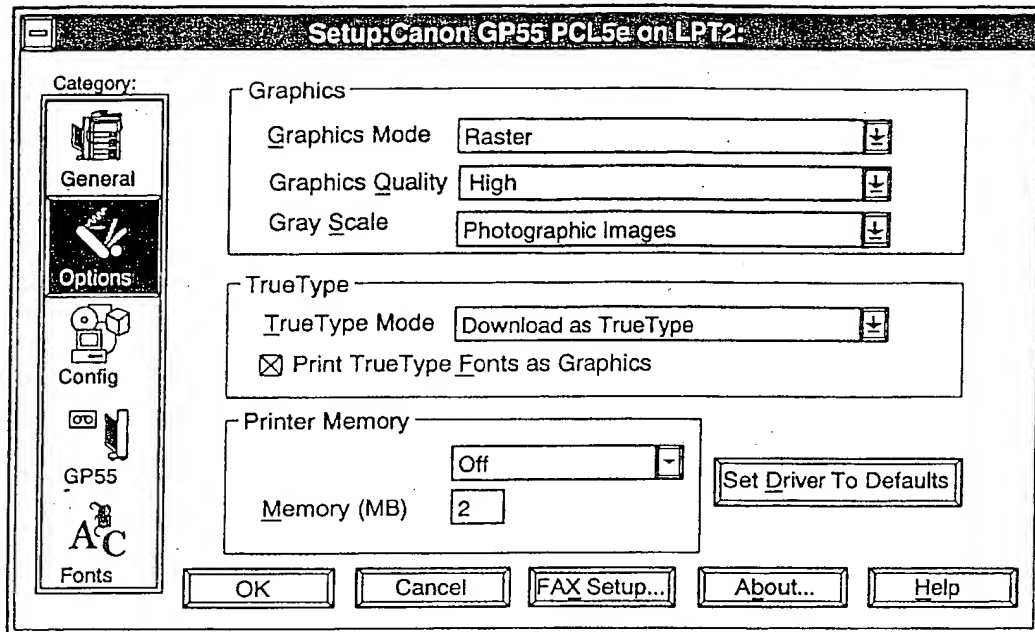 Setup:Canon GP55 PCL5e on LPT2:
Category:
General
Options
Config
GP55
A C
Fonts
Graphics
Graphics Mode Raster
Graphics Quality High
Gray Scale Photographic Images
TrueType
TrueType Mode Download as TrueType
Print TrueType Fonts as Graphics
Printer Memory
Off
Memory (MB) 2
Set Driver To Defaults
OK Cancel FAX Setup... About... Help